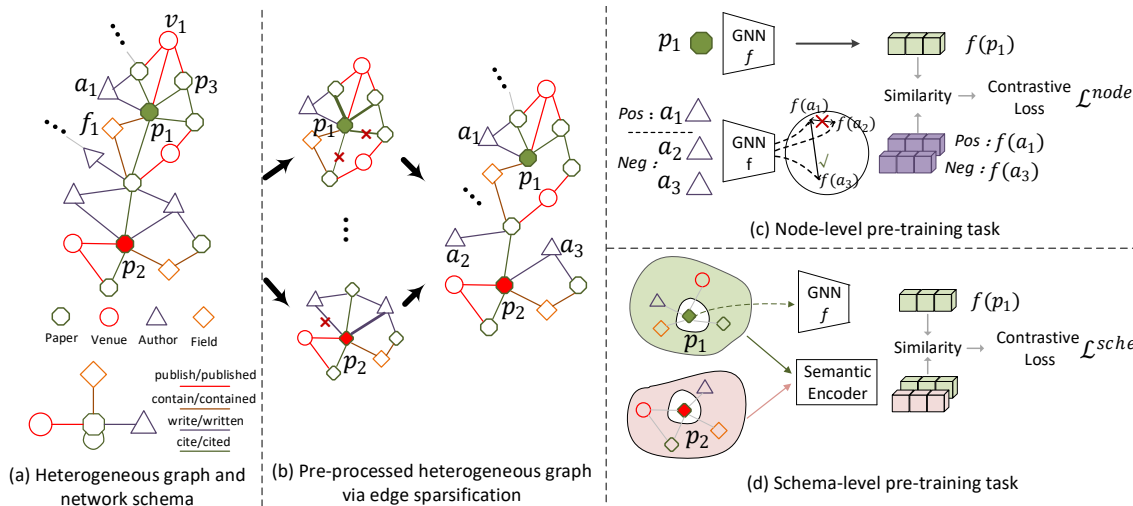 v1
a1
p3
f1
p1
p2
Paper Venue Author Field
publish/published
contain/contained
write/written
cite/cited
(a) Heterogeneous graph and
network schema
p1
p2
a1
p1
a2
a3
p2
(b) Pre-processed heterogeneous graph
via edge sparsification
p1
GNN
f
f(p1)
Similarity
Contrastive
Loss
ℒnode
Pos : a1
Neg :
a2
a3
GNN
f
f(a1)
f(a2)
√
f(a3)
Pos : f(a1)
Neg : f(a3)
(c) Node-level pre-training task
p1
GNN
f
f(p1)
Similarity
Contrastive
Loss
ℒsche
Semantic
Encoder
p2
(d) Schema-level pre-training task